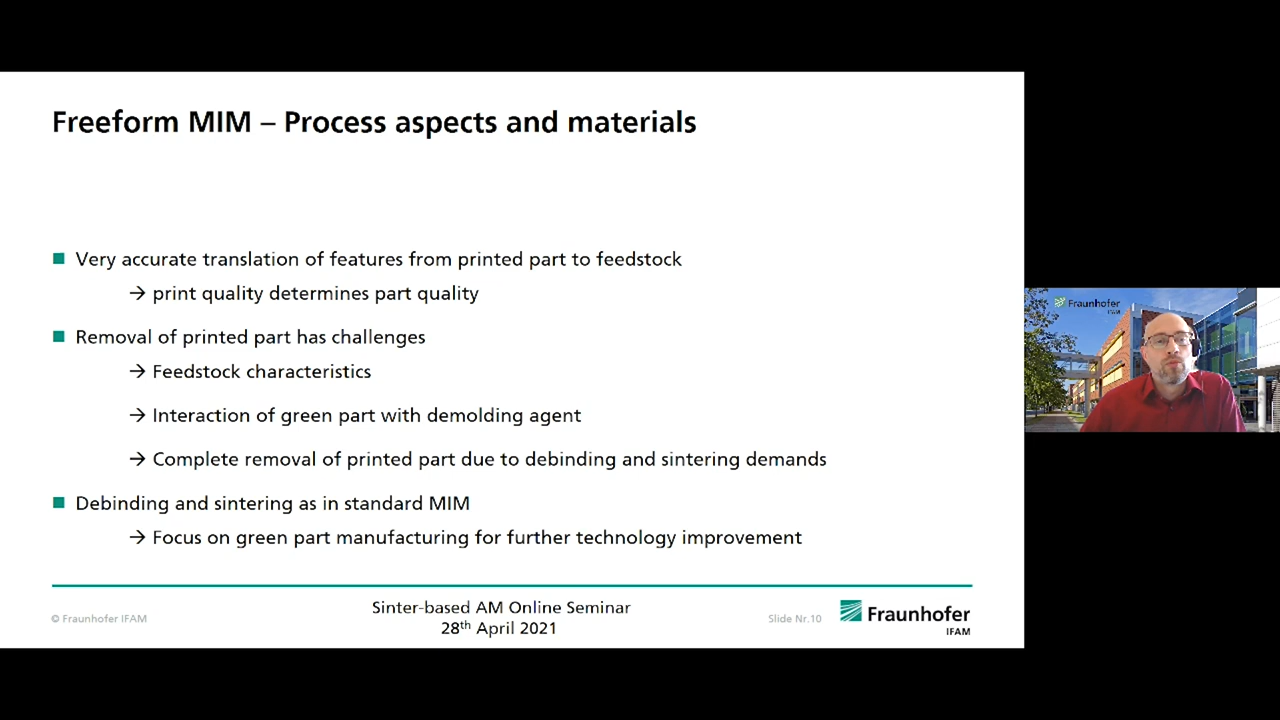 Freeform MIM – Process aspects and materials
Very accurate translation of features from printed part to feedstock
→ print quality determines part quality
Removal of printed part has challenges
→ Feedstock characteristics
→ Interaction of green part with demolding agent
→ Complete removal of printed part due to debinding and sintering demands
Debinding and sintering as in standard MIM
→ Focus on green part manufacturing for further technology improvement
© Fraunhofer IFAM
Sinter-based AM Online Seminar
28th April 2021
Slide Nr.10
Fraunhofer
IFAM
Fraunhofer
IFAM